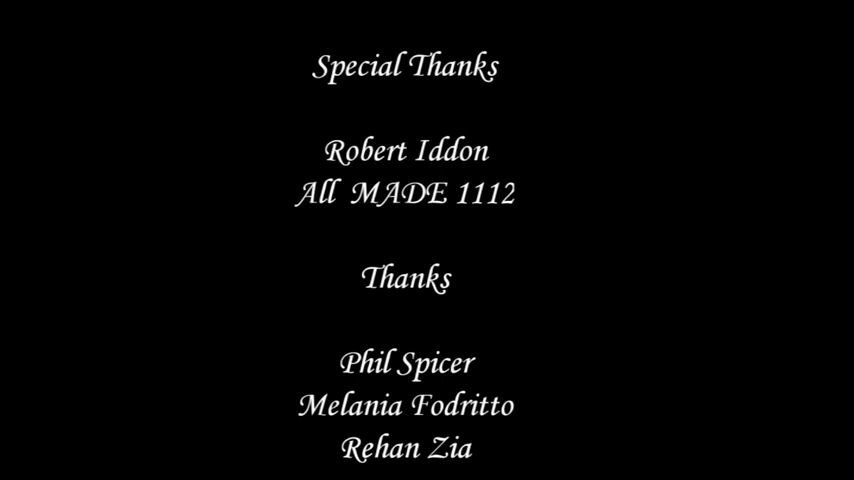 Special Thanks
Robert Iddon
All MADE 1112
Thanks
Phil Spicer
Melania Fodritto
Rehan Zia